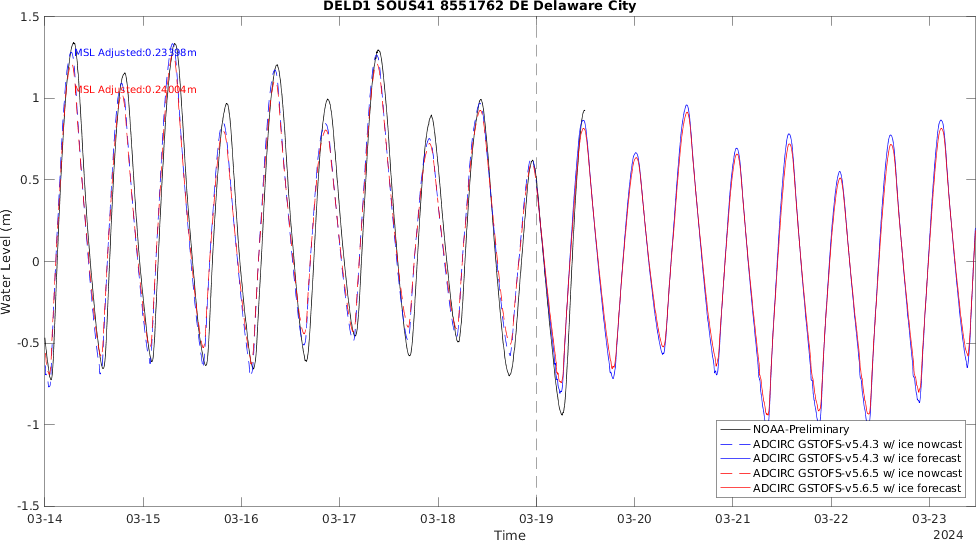 DELD1 SOUS41 8551762 DE Delaware City
1.5
1
0.5
0
-0.5
-1
-1.5
Water Level (m)
MSL Adjusted:0.23398m
MSL Adjusted:0.24004m
NOAA-Preliminary
ADCIRC GSTOFS-v5.4.3 w/ ice nowcast
ADCIRC GSTOFS-v5.4.3 w/ ice forecast
ADCIRC GSTOFS-v5.6.5 w/ ice nowcast
ADCIRC GSTOFS-v5.6.5 w/ ice forecast
03-14 03-15 03-16 03-17 03-18 03-19 03-20 03-21 03-22 03-23
Time
2024